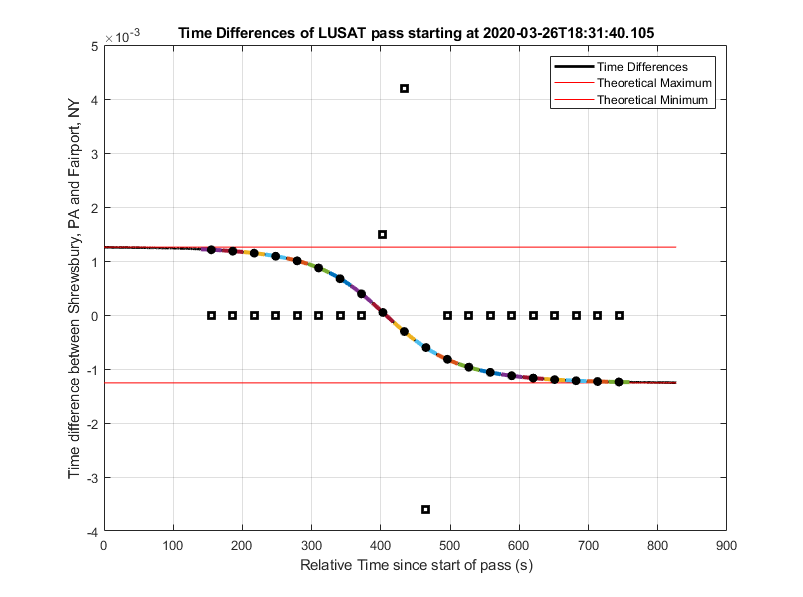 Time Differences of LUSAT pass starting at 2020-03-26T18:31:40.105
×10⁻³
5
4
3
2
1
0
-1
-2
-3
-4
Time difference between Shrewsbury, PA and Fairport, NY
Time Differences
Theoretical Maximum
Theoretical Minimum
0 100 200 300 400 500 600 700 800 900
Relative Time since start of pass (s)